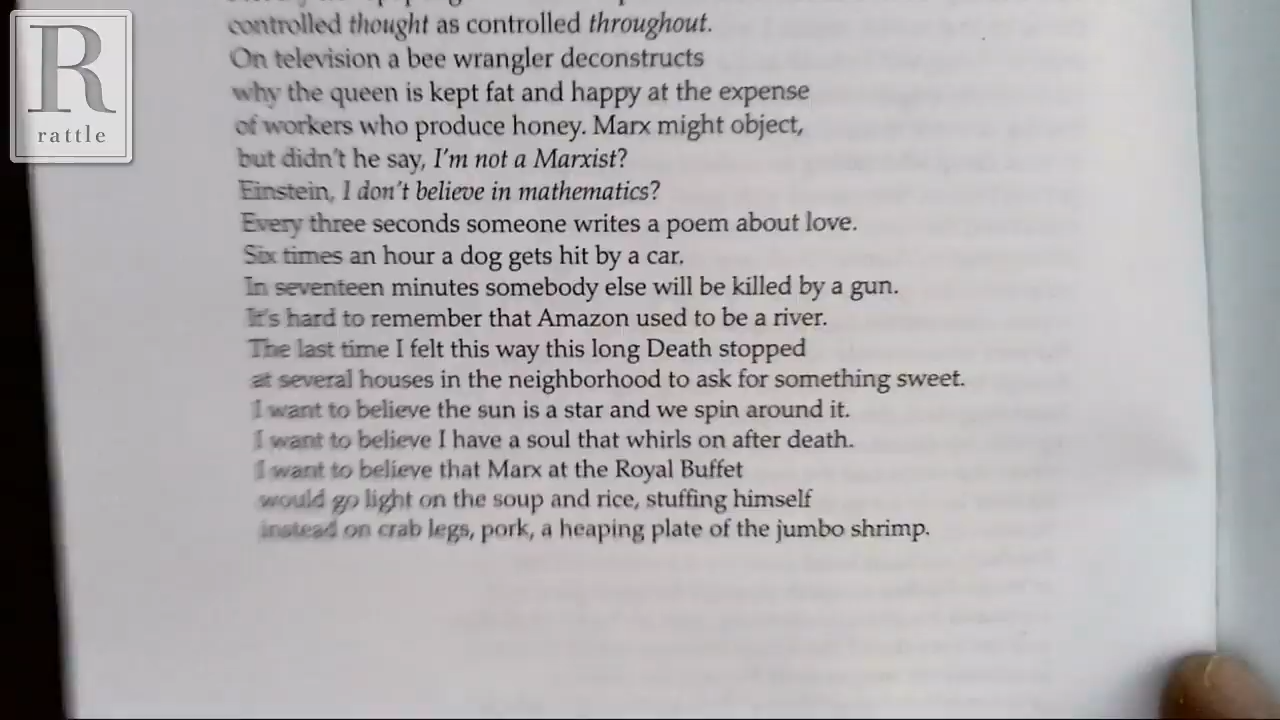 R
rattle
controlled thought as controlled throughout.
On television a bee wrangler deconstructs
why the queen is kept fat and happy at the expense
of workers who produce honey. Marx might object,
but didn't he say, I'm not a Marxist?
Einstein, I don't believe in mathematics?
Every three seconds someone writes a poem about love.
Six times an hour a dog gets hit by a car.
In seventeen minutes somebody else will be killed by a gun.
It's hard to remember that Amazon used to be a river.
The last time I felt this way this long Death stopped
at several houses in the neighborhood to ask for something sweet.
I want to believe the sun is a star and we spin around it.
I want to believe I have a soul that whirls on after death.
I want to believe that Marx at the Royal Buffet
would go light on the soup and rice, stuffing himself
instead on crab legs, pork, a heaping plate of the jumbo shrimp.